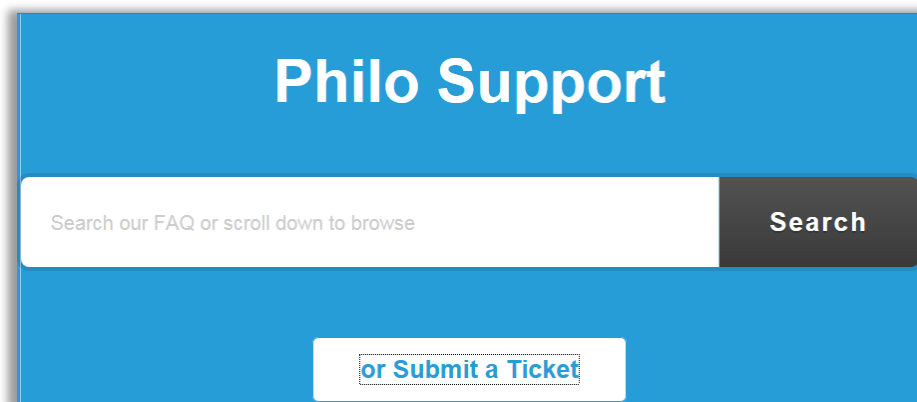 Philo Support
Search our FAQ or scroll down to browse
Search
or Submit a Ticket